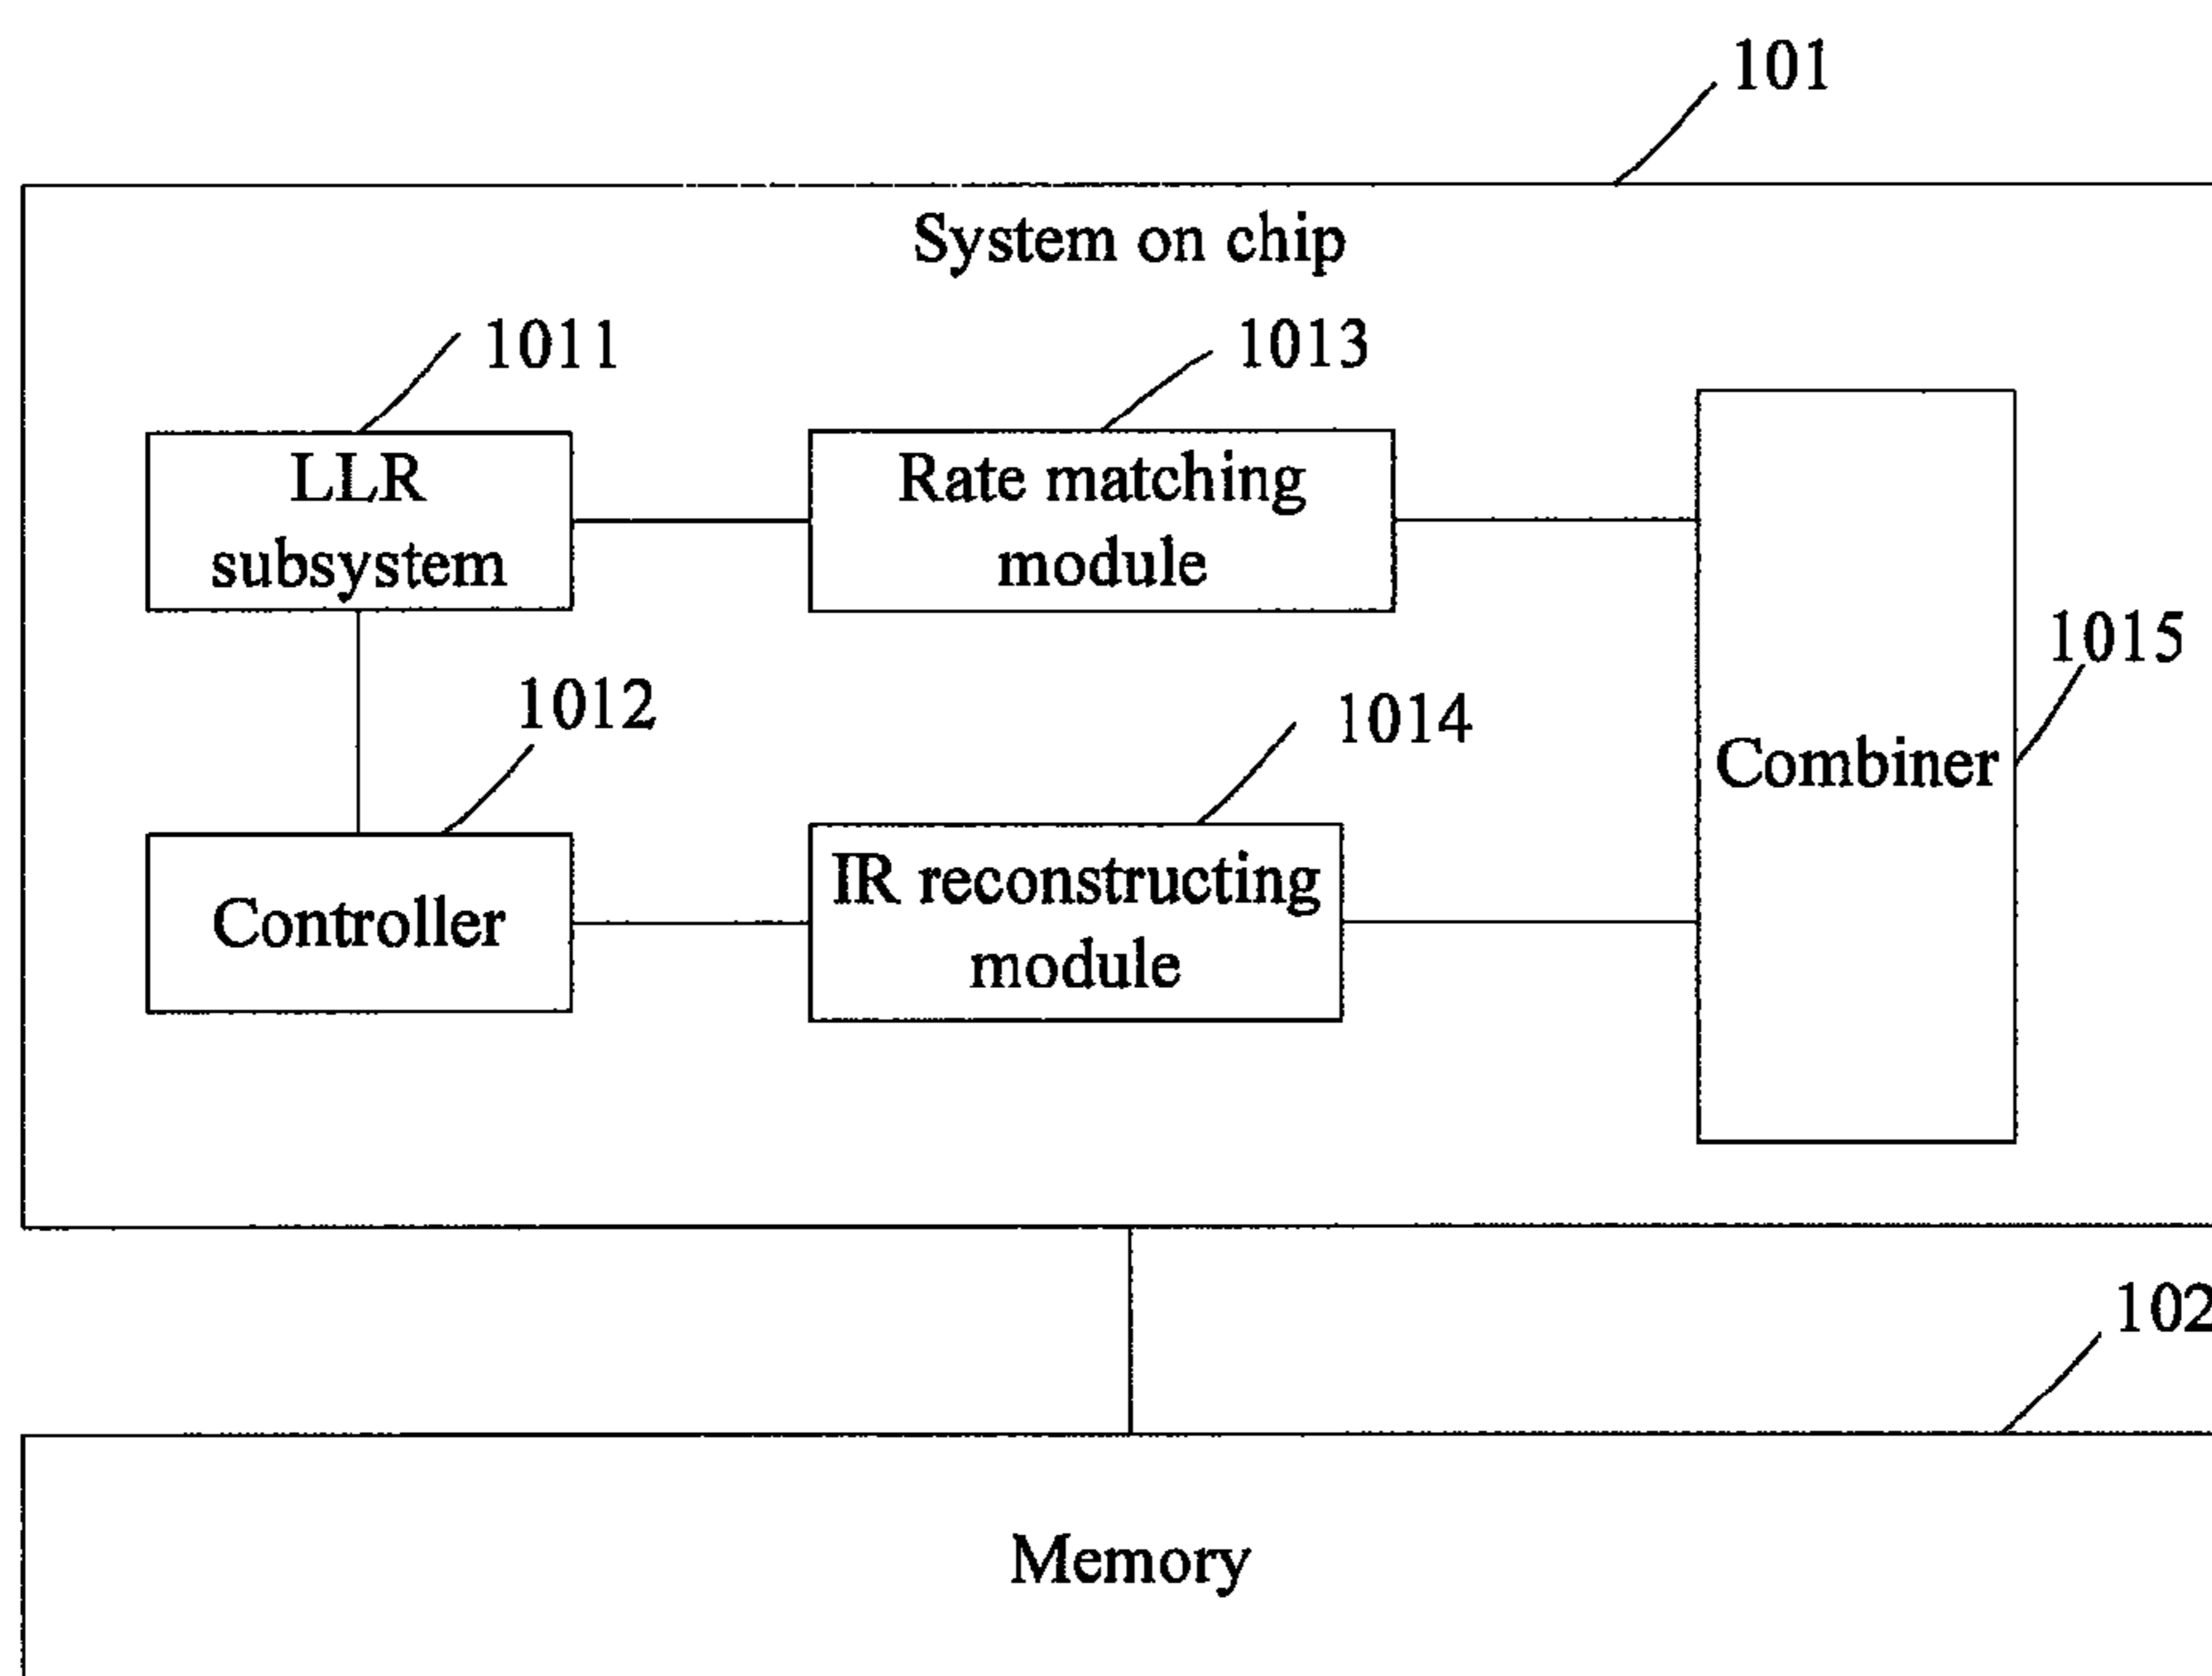 101
System on chip
1011
1013
LLR
subsystem
Rate matching
module
1015
1012
1014
Combiner
Controller
IR reconstructing
module
102
Memory